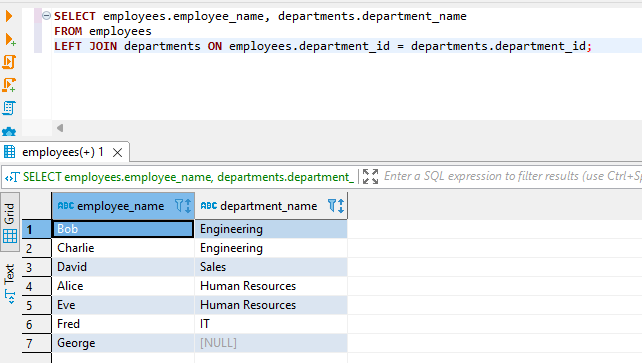 SELECT employees.employee_name, departments.department_name
FROM employees
LEFT JOIN departments ON employees.department_id = departments.department_id;
employees(+) 1
SELECT employees.employee_name, departments.department_ Enter a SQL expression to filter results (use Ctrl+Sp
Grid
Text
ABC employee_name ABC department_name
1 Bob Engineering
2 Charlie Engineering
3 David Sales
4 Alice Human Resources
5 Eve Human Resources
6 Fred IT
7 George [NULL]